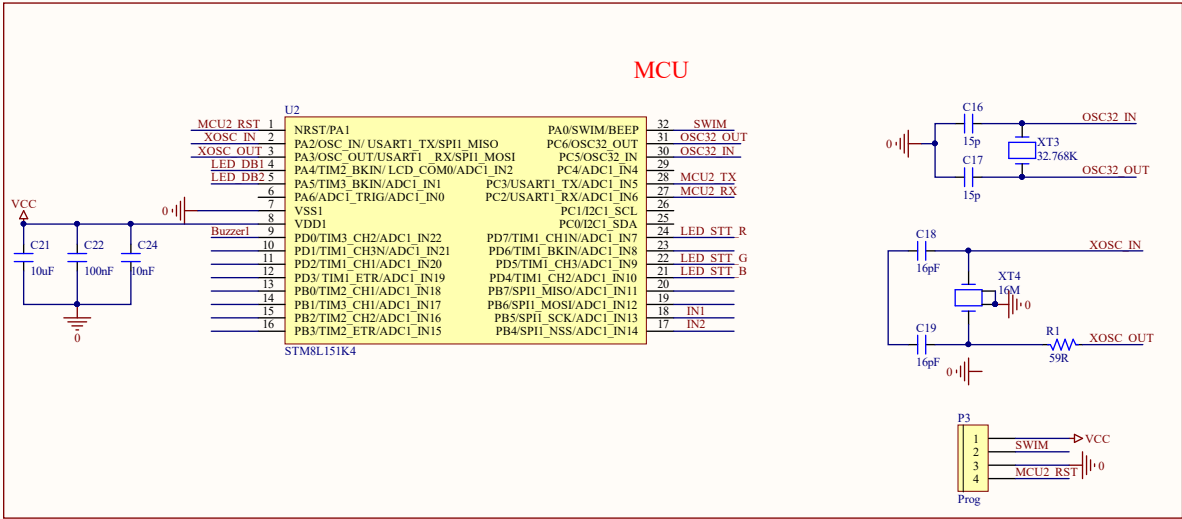 MCU
U2
MCU2_RST 1 NRST/PA1
XOSC_IN 2 PA2/OSC_IN/ USART1_TX/SPI1_MISO
XOSC_OUT 3 PA3/OSC_OUT/USART1 _RX/SPI1_MOSI
LED_DB1 4 PA4/TIM2_BKIN/ LCD_COM0/ADC1_IN2
LED_DB2 5 PA5/TIM3_BKIN/ADC1_IN1
6 PA6/ADC1_TRIG/ADC1_IN0
0 7 VSS1
8 VDD1
Buzzer1 9 PD0/TIM3_CH2/ADC1_IN22
10 PD1/TIM1_CH3N/ADC1_IN21
11 PD2/TIM1_CH1/ADC1_IN20
12 PD3/TIM1_ETR/ADC1_IN19
13 PB0/TIM2_CH1/ADC1_IN18
14 PB1/TIM3_CH1/ADC1_IN17
15 PB2/TIM2_CH2/ADC1_IN16
16 PB3/TIM2_ETR/ADC1_IN15
PA0/SWIM/BEEP 32 SWIM
PC6/OSC32_OUT 31 OSC32_OUT
PC5/OSC32_IN 30 OSC32_IN
PC4/ADC1_IN4 29
PC3/USART1_TX/ADC1_IN5 28 MCU2_TX
PC2/USART1_RX/ADC1_IN6 27 MCU2_RX
PC1/I2C1_SCL 26
PC0/I2C1_SDA 25
PD7/TIM1_CH1N/ADC1_IN7 24 LED_STT_R
PD6/TIM1_BKIN/ADC1_IN8 23
PD5/TIM1_CH3/ADC1_IN9 22 LED_STT_G
PD4/TIM1_CH2/ADC1_IN10 21 LED_STT_B
PB7/SPI1_MISO/ADC1_IN11 20
PB6/SPI1_MOSI/ADC1_IN12 19
PB5/SPI1_SCK/ADC1_IN13 18 IN1
PB4/SPI1_NSS/ADC1_IN14 17 IN2
STM8L151K4
VCC
C21
10uF
C22
100nF
C24
10nF
0
C16
15p
C17
15p
0
XT3
32.768K
OSC32_IN
OSC32_OUT
C18
16pF
C19
16pF
XT4
16M
0
R1
59R
XOSC_IN
XOSC_OUT
0
P3
1 VCC
2 SWIM
3 0
4 MCU2_RST
Prog